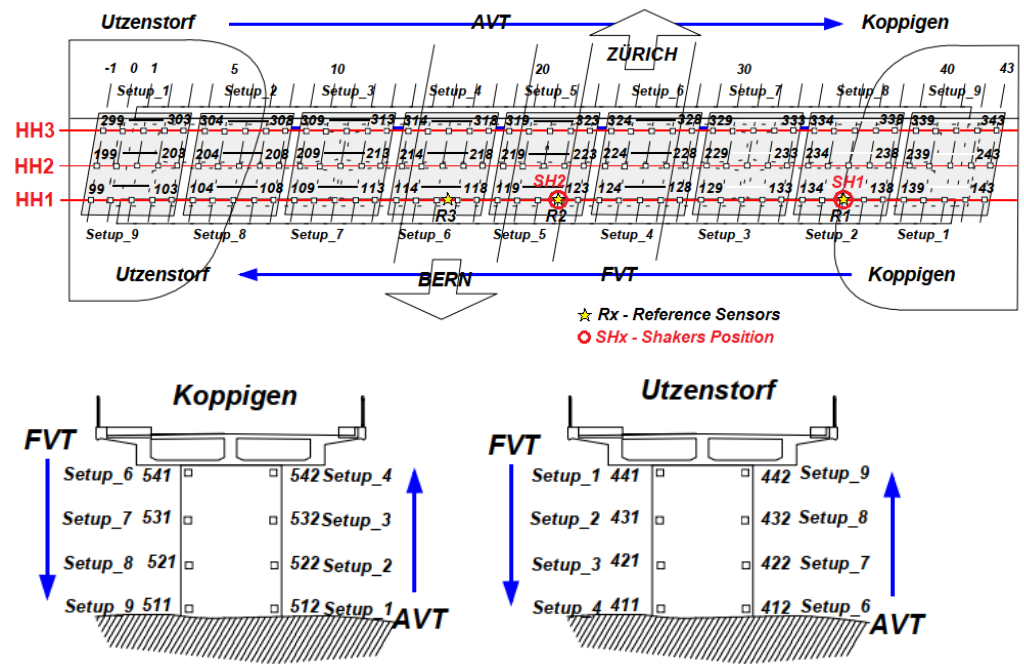 Utzenstorf AVT Koppigen
ZÜRICH
-1 0 1 5 10 20 30 40 43
Setup_1 Setup_2 Setup_3 Setup_4 Setup_5 Setup_6 Setup_7 Setup_8 Setup_9
HH3 299 303 304 308 309 313 314 318 319 323 324 328 329 333 334 338 339 343
HH2 199 203 204 208 209 213 214 218 219 223 224 228 229 233 234 238 239 243
SH2 SH1
HH1 99 103 104 108 109 113 114 118 119 123 124 128 129 133 134 138 139 143
R3 R2 R1
Setup_9 Setup_8 Setup_7 Setup_6 Setup_5 Setup_4 Setup_3 Setup_2 Setup_1
Utzenstorf BERN FVT Koppigen
Rx - Reference Sensors
SHx - Shakers Position
Koppigen
FVT
Setup_6 541 542 Setup_4
Setup_7 531 532 Setup_3
Setup_8 521 522 Setup_2
Setup_9 511 512 Setup_1
AVT
Utzenstorf
FVT
Setup_1 441 442 Setup_9
Setup_2 431 432 Setup_8
Setup_3 421 422 Setup_7
Setup_4 411 412 Setup_6
AVT